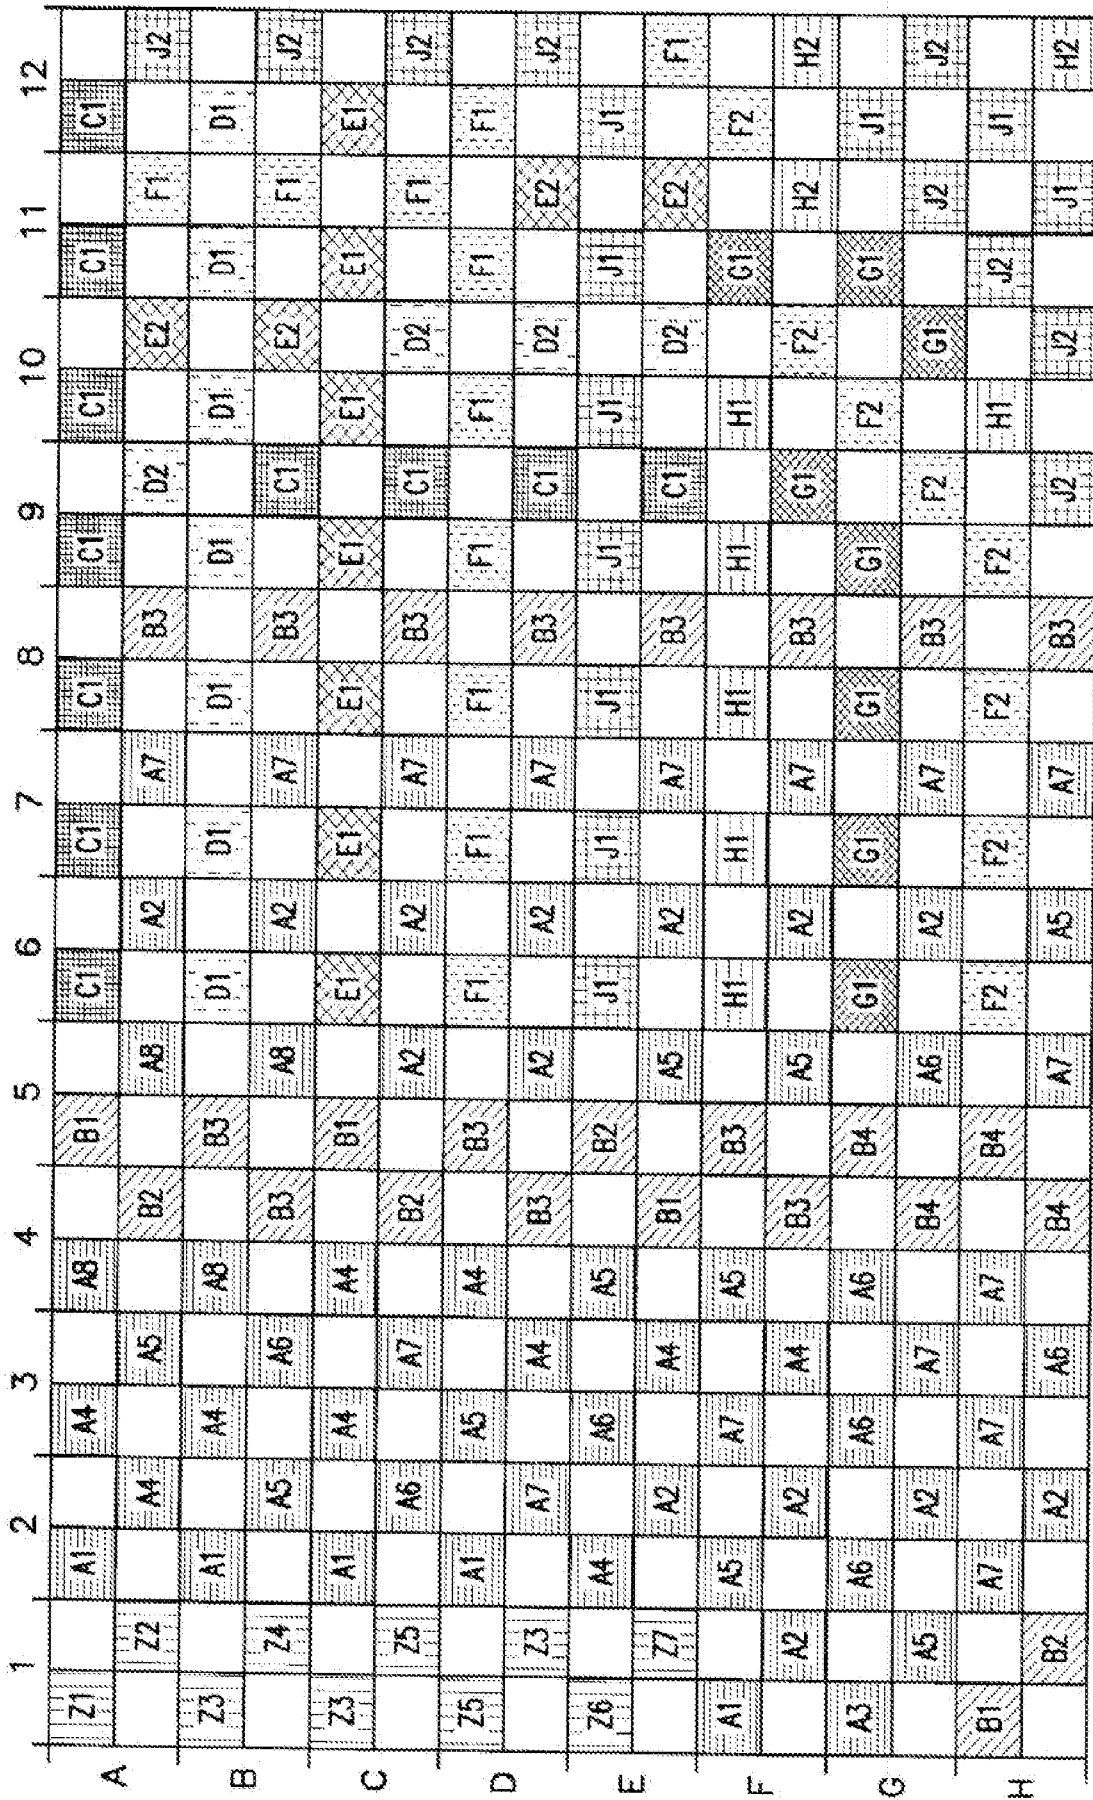 1 2 3 4 5 6 7 8 9 10 11 12
A Z1 A1 A4 A8 B1 C1 C1 C1 C1 C1 C1 C1
Z2 A4 A5 B2 A8 A2 A7 B3 D2 E2 F1 J2
B Z3 A1 A4 A8 B3 D1 D1 D1 D1 D1 D1 D1
Z4 A5 A6 B3 A8 A2 A7 B3 C1 E2 F1 J2
C Z3 A1 A4 A4 B1 E1 E1 E1 E1 E1 E1 E1
Z5 A6 A7 B2 A2 A2 A7 B3 C1 D2 F1 J2
D Z5 A1 A5 A4 B3 F1 F1 F1 F1 F1 F1 F1
Z3 A7 A4 B3 A2 A2 A7 B3 C1 D2 E2 J2
E Z6 A4 A6 A5 B2 J1 J1 J1 J1 J1 J1 J1
Z7 A2 A4 B1 A5 A2 A7 B3 C1 D2 E2 F1
F A1 A5 A7 A5 B3 H1 H1 H1 H1 H1 G1 F2
A2 A2 A4 B3 A5 A2 A7 B3 G1 F2 H2 H2
G A3 A6 A6 A6 B4 G1 G1 G1 G1 F2 G1 J1
A5 A2 A7 B4 A6 A2 A7 B3 F2 G1 J2 J2
H B1 A7 A7 A7 B4 F2 F2 F2 F2 H1 J2 J1
B2 A2 A6 B4 A7 A5 A7 B3 J2 J2 J1 H2